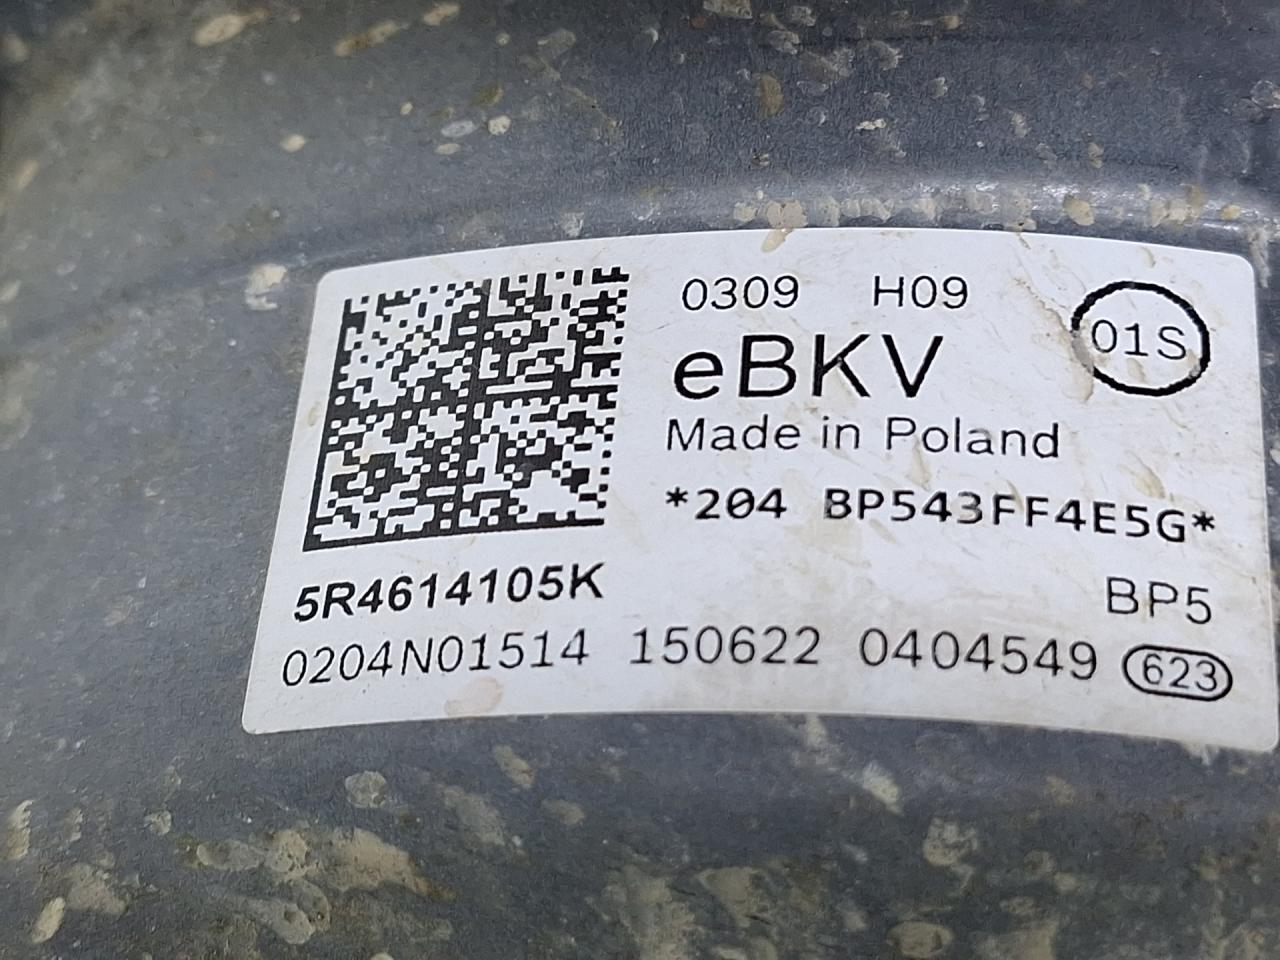 0309 H09
01S
eBKV
Made in Poland
*204 BP543FF4E5G*
5R4614105K
BP5
0204N01514 150622 0404549 623